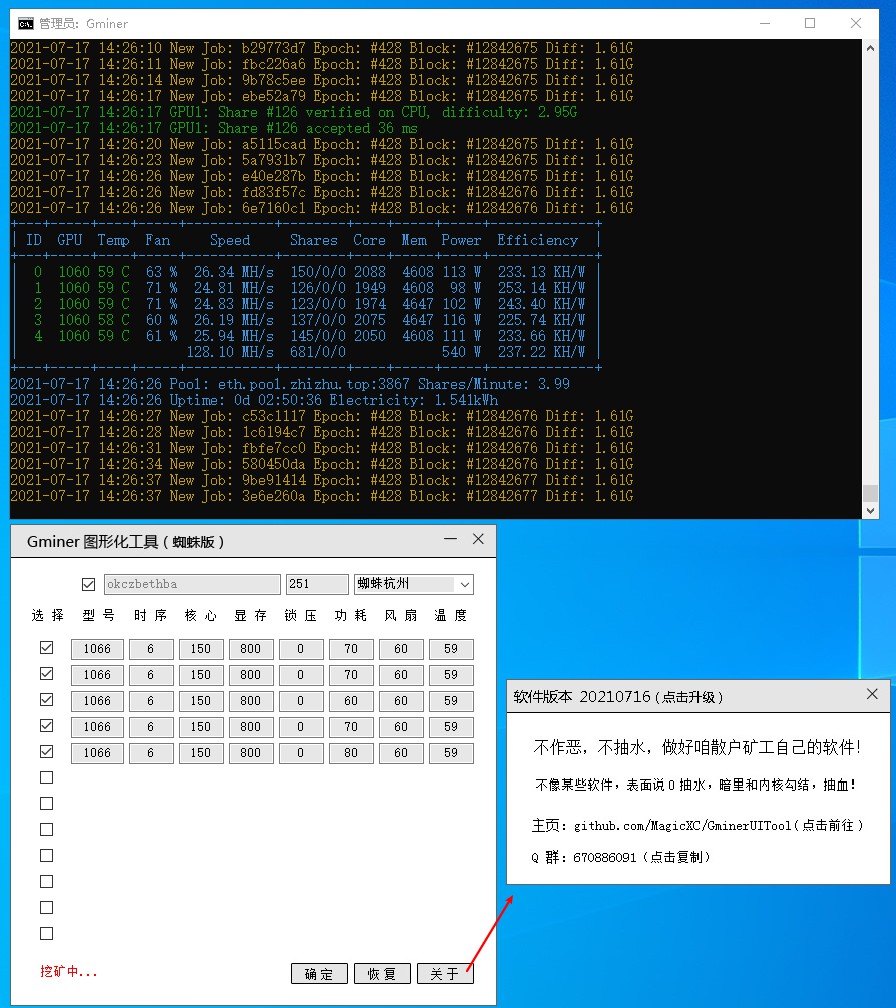 管理员: Gminer
2021-07-17 14:26:10 New Job: b29773d7 Epoch: #428 Block: #12842675 Diff: 1.61G
2021-07-17 14:26:11 New Job: fbc226a6 Epoch: #428 Block: #12842675 Diff: 1.61G
2021-07-17 14:26:14 New Job: 9b78c5ee Epoch: #428 Block: #12842675 Diff: 1.61G
2021-07-17 14:26:17 New Job: ebe52a79 Epoch: #428 Block: #12842675 Diff: 1.61G
2021-07-17 14:26:17 GPU1: Share #126 verified on CPU, difficulty: 2.95G
2021-07-17 14:26:17 GPU1: Share #126 accepted 36 ms
2021-07-17 14:26:20 New Job: a5115cad Epoch: #428 Block: #12842675 Diff: 1.61G
2021-07-17 14:26:23 New Job: 5a7931b7 Epoch: #428 Block: #12842675 Diff: 1.61G
2021-07-17 14:26:26 New Job: e40e287b Epoch: #428 Block: #12842675 Diff: 1.61G
2021-07-17 14:26:26 New Job: fd83f57c Epoch: #428 Block: #12842676 Diff: 1.61G
2021-07-17 14:26:26 New Job: 6e7160c1 Epoch: #428 Block: #12842676 Diff: 1.61G
ID GPU Temp Fan Speed Shares Core Mem Power Efficiency
0 1060 59 C 63 % 26.34 MH/s 150/0/0 2088 4608 113 W 233.13 KH/W
1 1060 59 C 71 % 24.81 MH/s 126/0/0 1949 4608 98 W 253.14 KH/W
2 1060 59 C 71 % 24.83 MH/s 123/0/0 1974 4647 102 W 243.40 KH/W
3 1060 58 C 60 % 26.19 MH/s 137/0/0 2075 4647 116 W 225.74 KH/W
4 1060 59 C 61 % 25.94 MH/s 145/0/0 2050 4608 111 W 233.66 KH/W
128.10 MH/s 681/0/0 540 W 237.22 KH/W
2021-07-17 14:26:26 Pool: eth.pool.zhizhu.top:3867 Shares/Minute: 3.99
2021-07-17 14:26:26 Uptime: 0d 02:50:36 Electricity: 1.541kWh
2021-07-17 14:26:27 New Job: c53c1117 Epoch: #428 Block: #12842676 Diff: 1.61G
2021-07-17 14:26:28 New Job: 1c6194c7 Epoch: #428 Block: #12842676 Diff: 1.61G
2021-07-17 14:26:31 New Job: fbfe7cc0 Epoch: #428 Block: #12842676 Diff: 1.61G
2021-07-17 14:26:34 New Job: 580450da Epoch: #428 Block: #12842676 Diff: 1.61G
2021-07-17 14:26:37 New Job: 9be91414 Epoch: #428 Block: #12842677 Diff: 1.61G
2021-07-17 14:26:37 New Job: 3e6e260a Epoch: #428 Block: #12842677 Diff: 1.61G
Gminer 图形化工具 ( 蜘蛛版 )
okczbethba 251 蜘蛛杭州
选择 型号 时序 核心 显存 锁压 功耗 风扇 温度
1066 6 150 800 0 70 60 59
1066 6 150 800 0 70 60 59
1066 6 150 800 0 60 60 59
1066 6 150 800 0 70 60 59
1066 6 150 800 0 80 60 59
挖矿中...
确定 恢复 关于
软件版本 20210716 ( 点击升级 )
不作恶，不抽水，做好咱散户矿工自己的软件！
不像某些软件，表面说 0 抽水，暗里和内核勾结，抽血！
主页: github.com/MagicXC/GminerUITool ( 点击前往 )
Q 群: 670886091 ( 点击复制 )